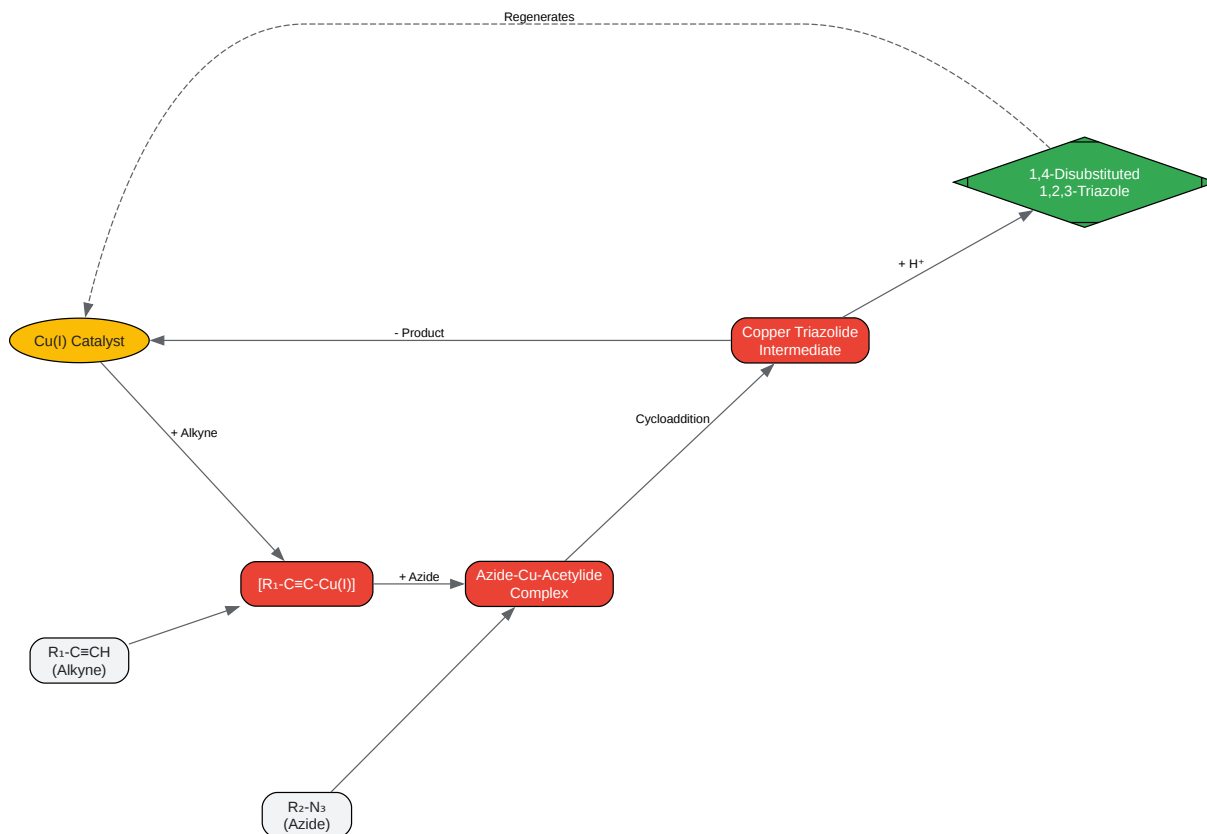 Regenerates
1,4-Disubstituted
1,2,3-Triazole
+ H⁺
Copper Triazolide
Intermediate
- Product
Cu(I) Catalyst
Cycloaddition
+ Alkyne
[R₁-C≡C-Cu(I)]
+ Azide
Azide-Cu-Acetylide
Complex
R₁-C≡CH
(Alkyne)
R₂-N₃
(Azide)